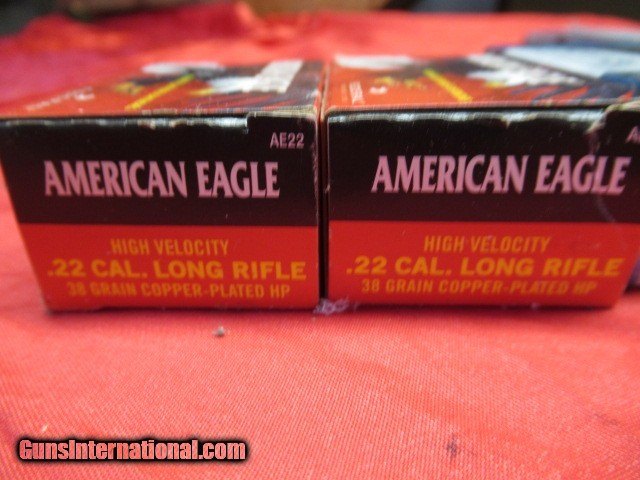 AE22
AMERICAN EAGLE
HIGH VELOCITY
.22 CAL. LONG RIFLE
38 GRAIN COPPER-PLATED HP
AMERICAN EAGLE
HIGH VELOCITY
.22 CAL. LONG RIFLE
38 GRAIN COPPER-PLATED HP
GunsInternational.com